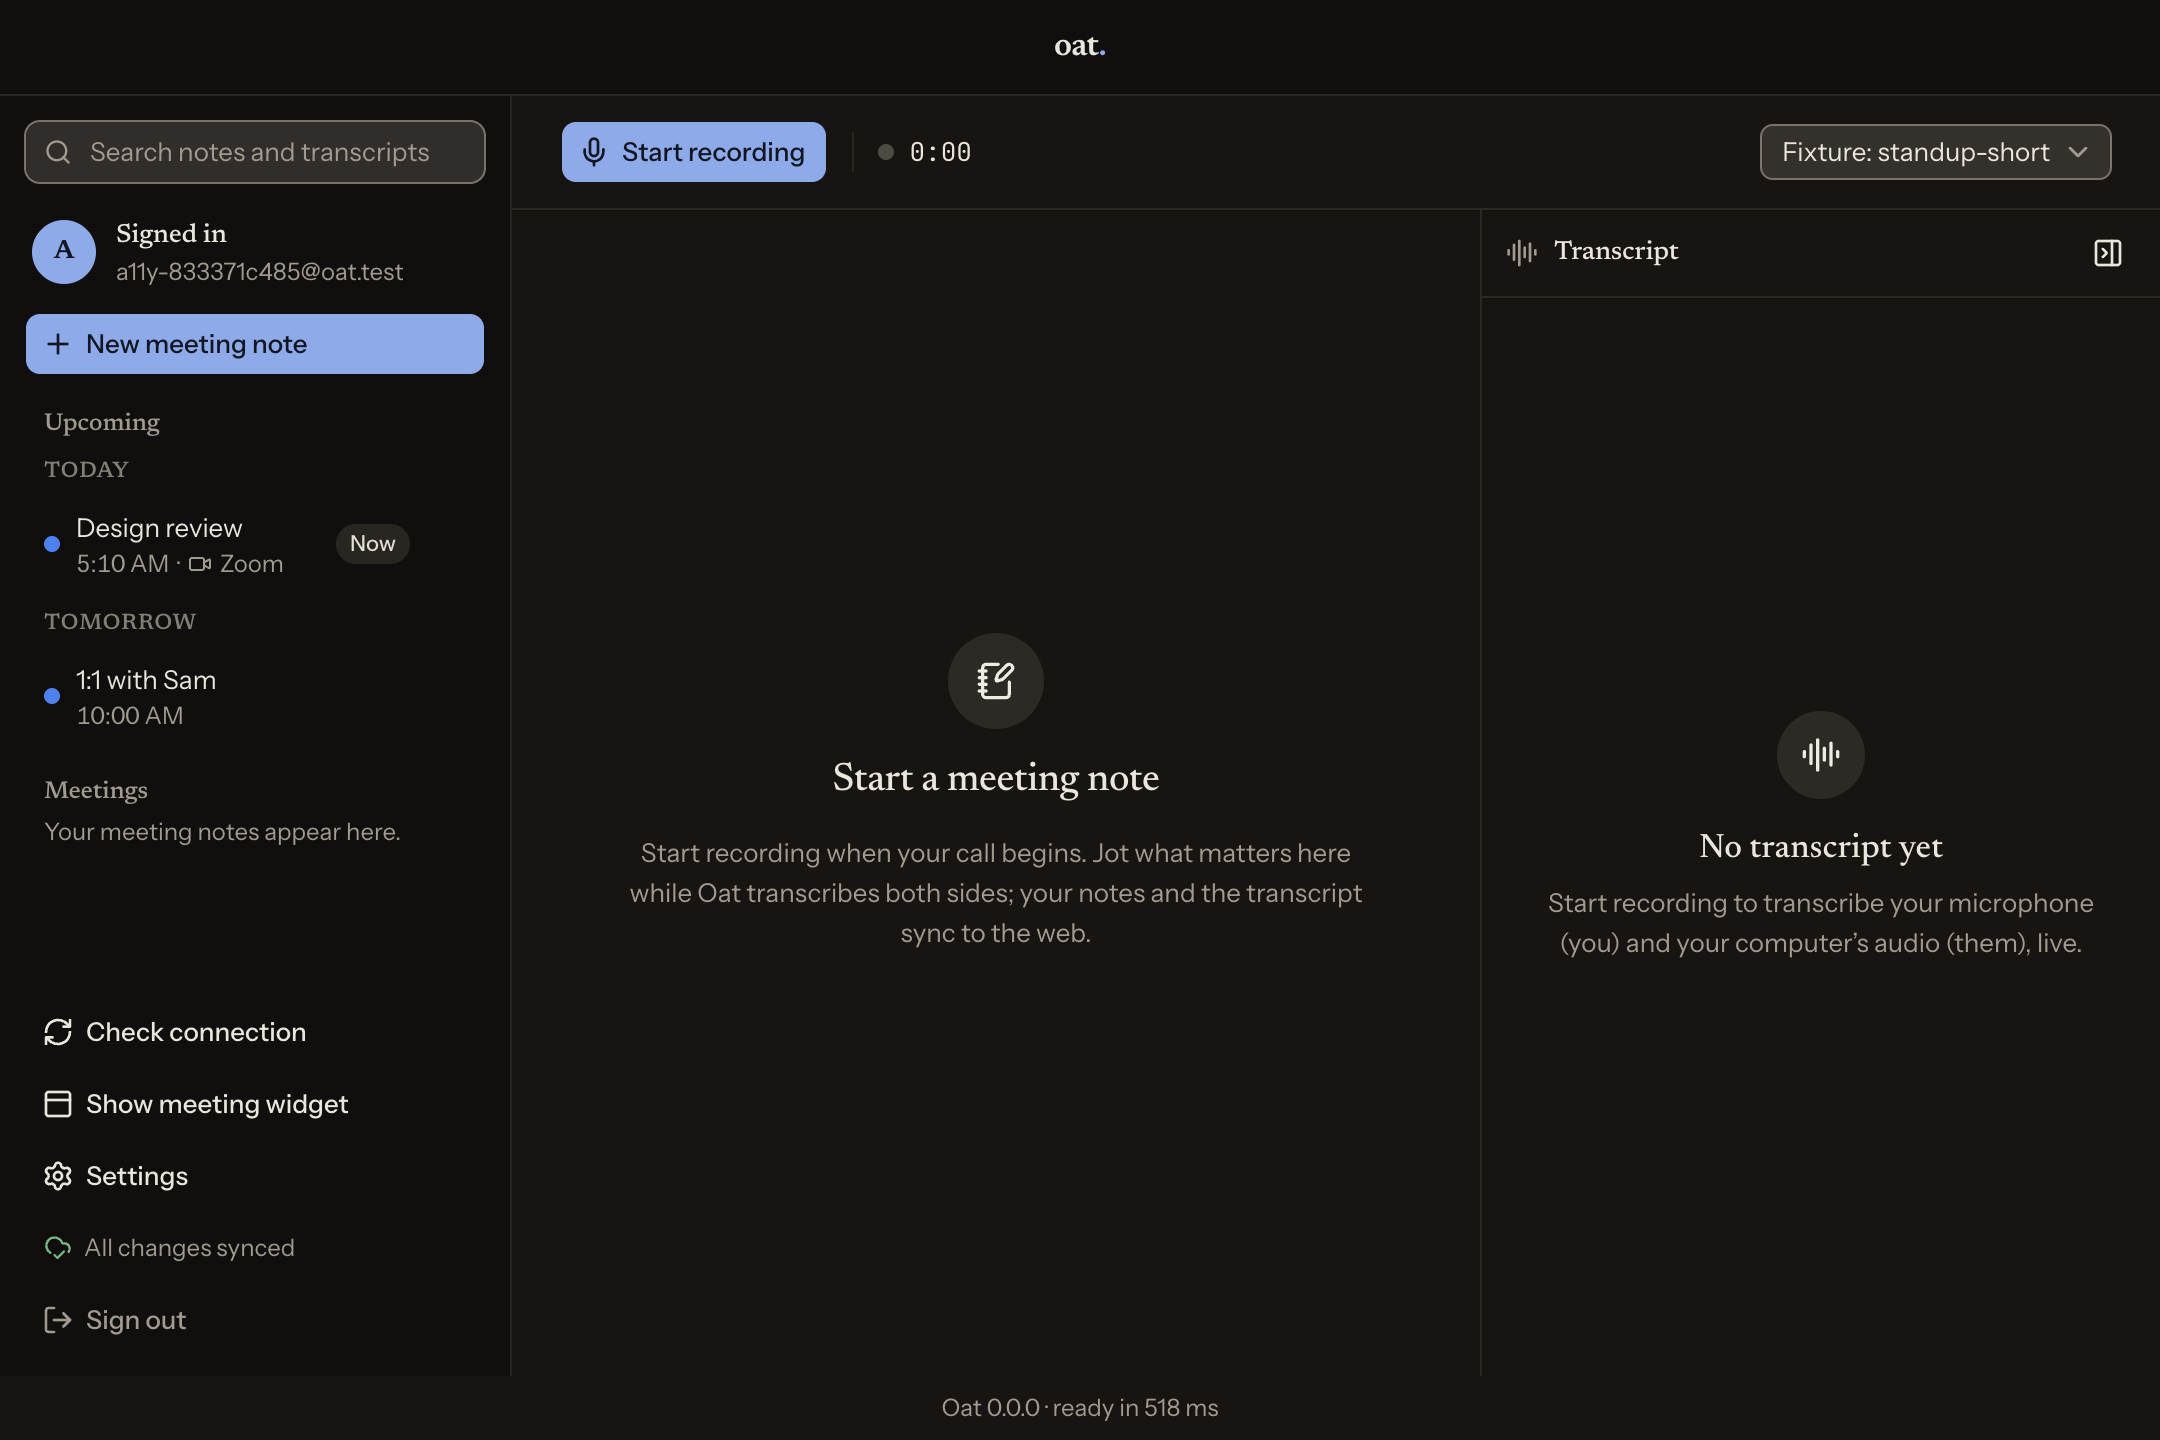 oat.
Search notes and transcripts
A
Signed in
a11y-833371c485@oat.test
New meeting note
Upcoming
TODAY
Design review
5:10 AM · Zoom
Now
TOMORROW
1:1 with Sam
10:00 AM
Meetings
Your meeting notes appear here.
Check connection
Show meeting widget
Settings
All changes synced
Sign out
Start recording
0:00
Fixture: standup-short
Start a meeting note
Start recording when your call begins. Jot what matters here
while Oat transcribes both sides; your notes and the transcript
sync to the web.
Transcript
No transcript yet
Start recording to transcribe your microphone
(you) and your computer’s audio (them), live.
Oat 0.0.0 · ready in 518 ms